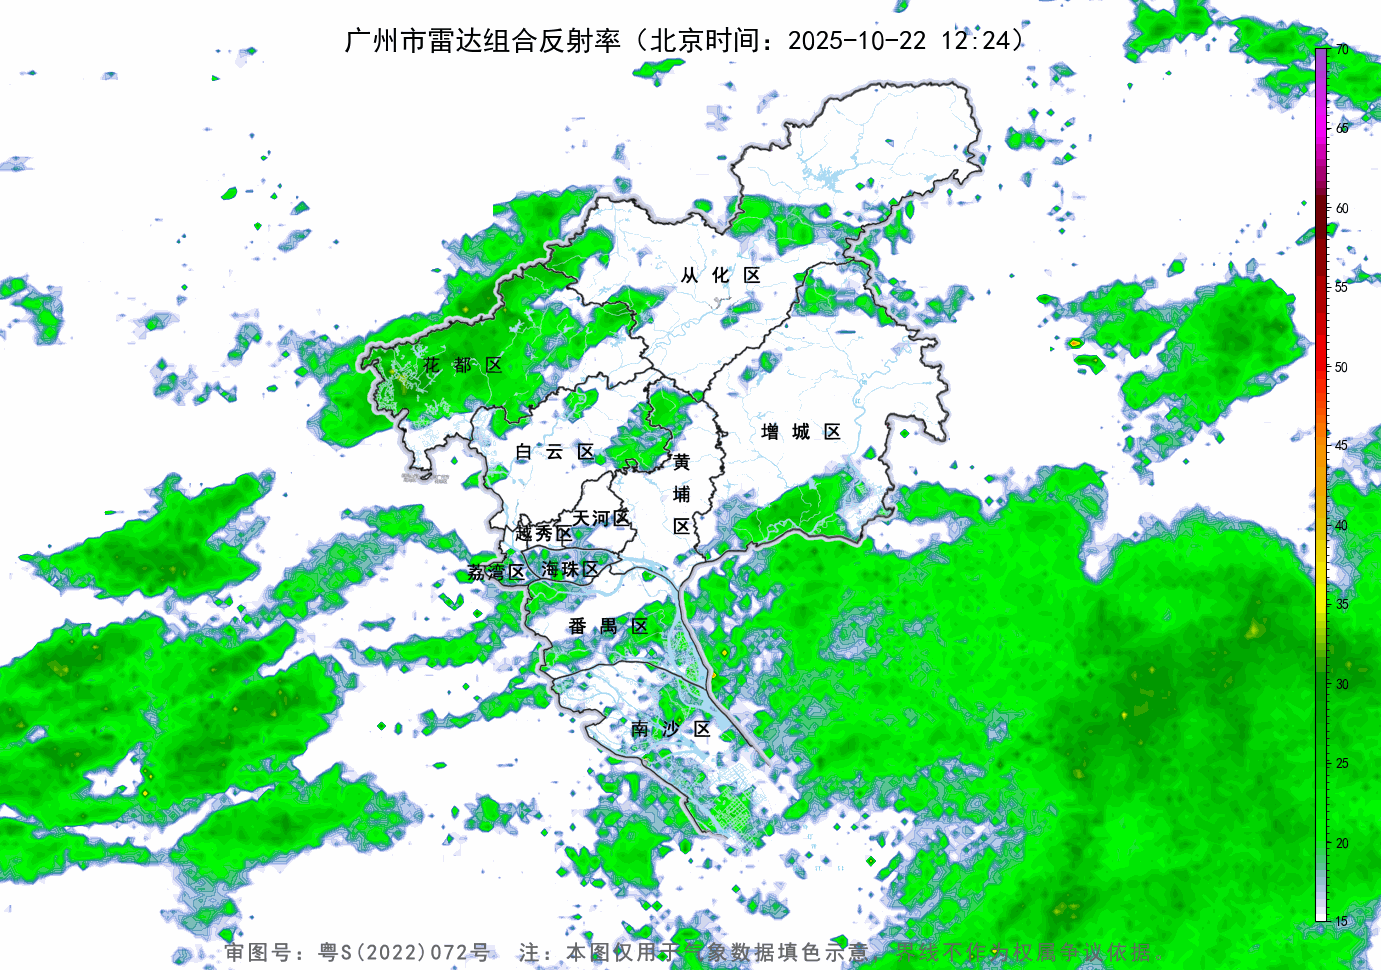 广州市雷达组合反射率（北京时间：2025-10-22 12:24）
70
65
60
55
50
45
40
35
30
25
20
15
从化区
花都区
增城区
白云区
黄埔区
天河区
越秀区
荔湾区
海珠区
番禺区
南沙区
审图号：粤S(2022)072号 注：本图仅用于气象数据填色示意，界线不作为权属争议依据。